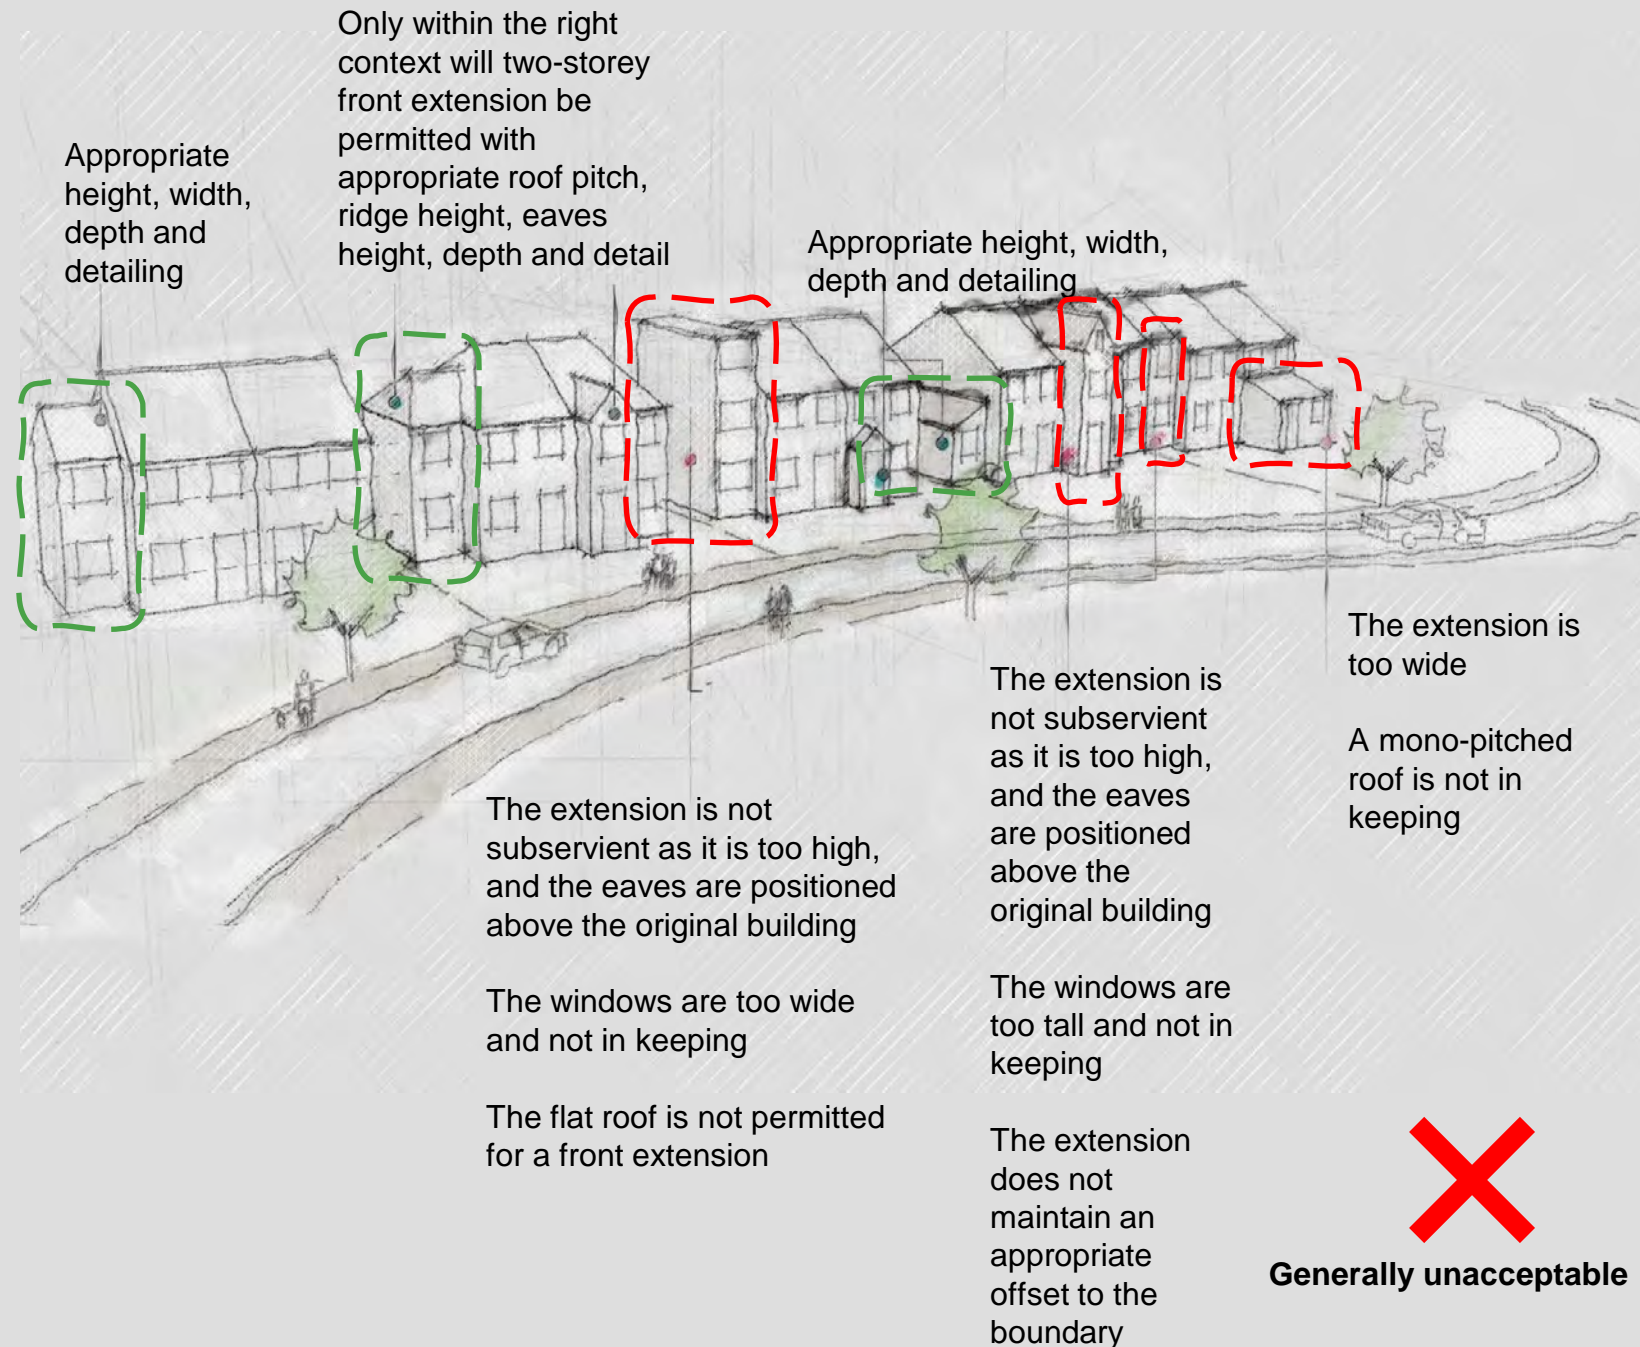 Only within the right
context will two-storey
front extension be
permitted with
appropriate roof pitch,
ridge height, eaves
height, depth and detail
Appropriate
height, width,
depth and
detailing
Appropriate height, width,
depth and detailing
The extension is not
subservient as it is too high,
and the eaves are positioned
above the original building
The windows are too wide
and not in keeping
The flat roof is not permitted
for a front extension
The extension is
not subservient
as it is too high,
and the eaves
are positioned
above the
original building
The windows are
too tall and not in
keeping
The extension
does not
maintain an
appropriate
offset to the
boundary
The extension is
too wide
A mono-pitched
roof is not in
keeping
Generally unacceptable